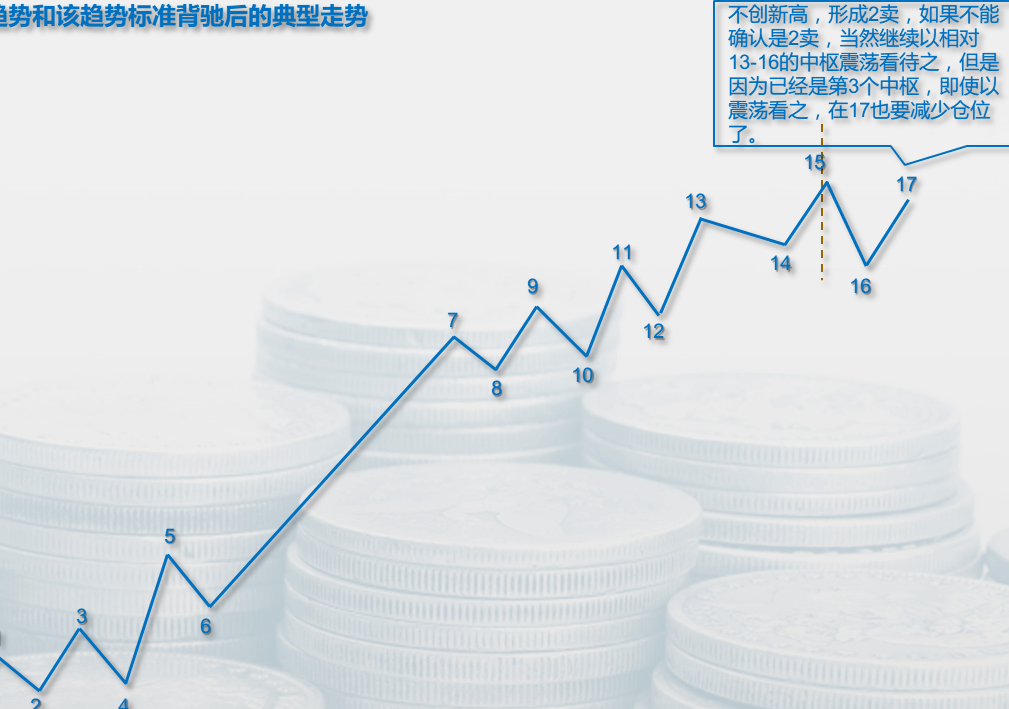 趋势和该趋势标准背驰后的典型走势
不创新高，形成2卖，如果不能
确认是2卖，当然继续以相对
13-16的中枢震荡看待之，但是
因为已经是第3个中枢，即使以
震荡看之，在17也要减少仓位
了。
15
17
13
14
16
11
9
12
7
10
8
5
3
6
2
4